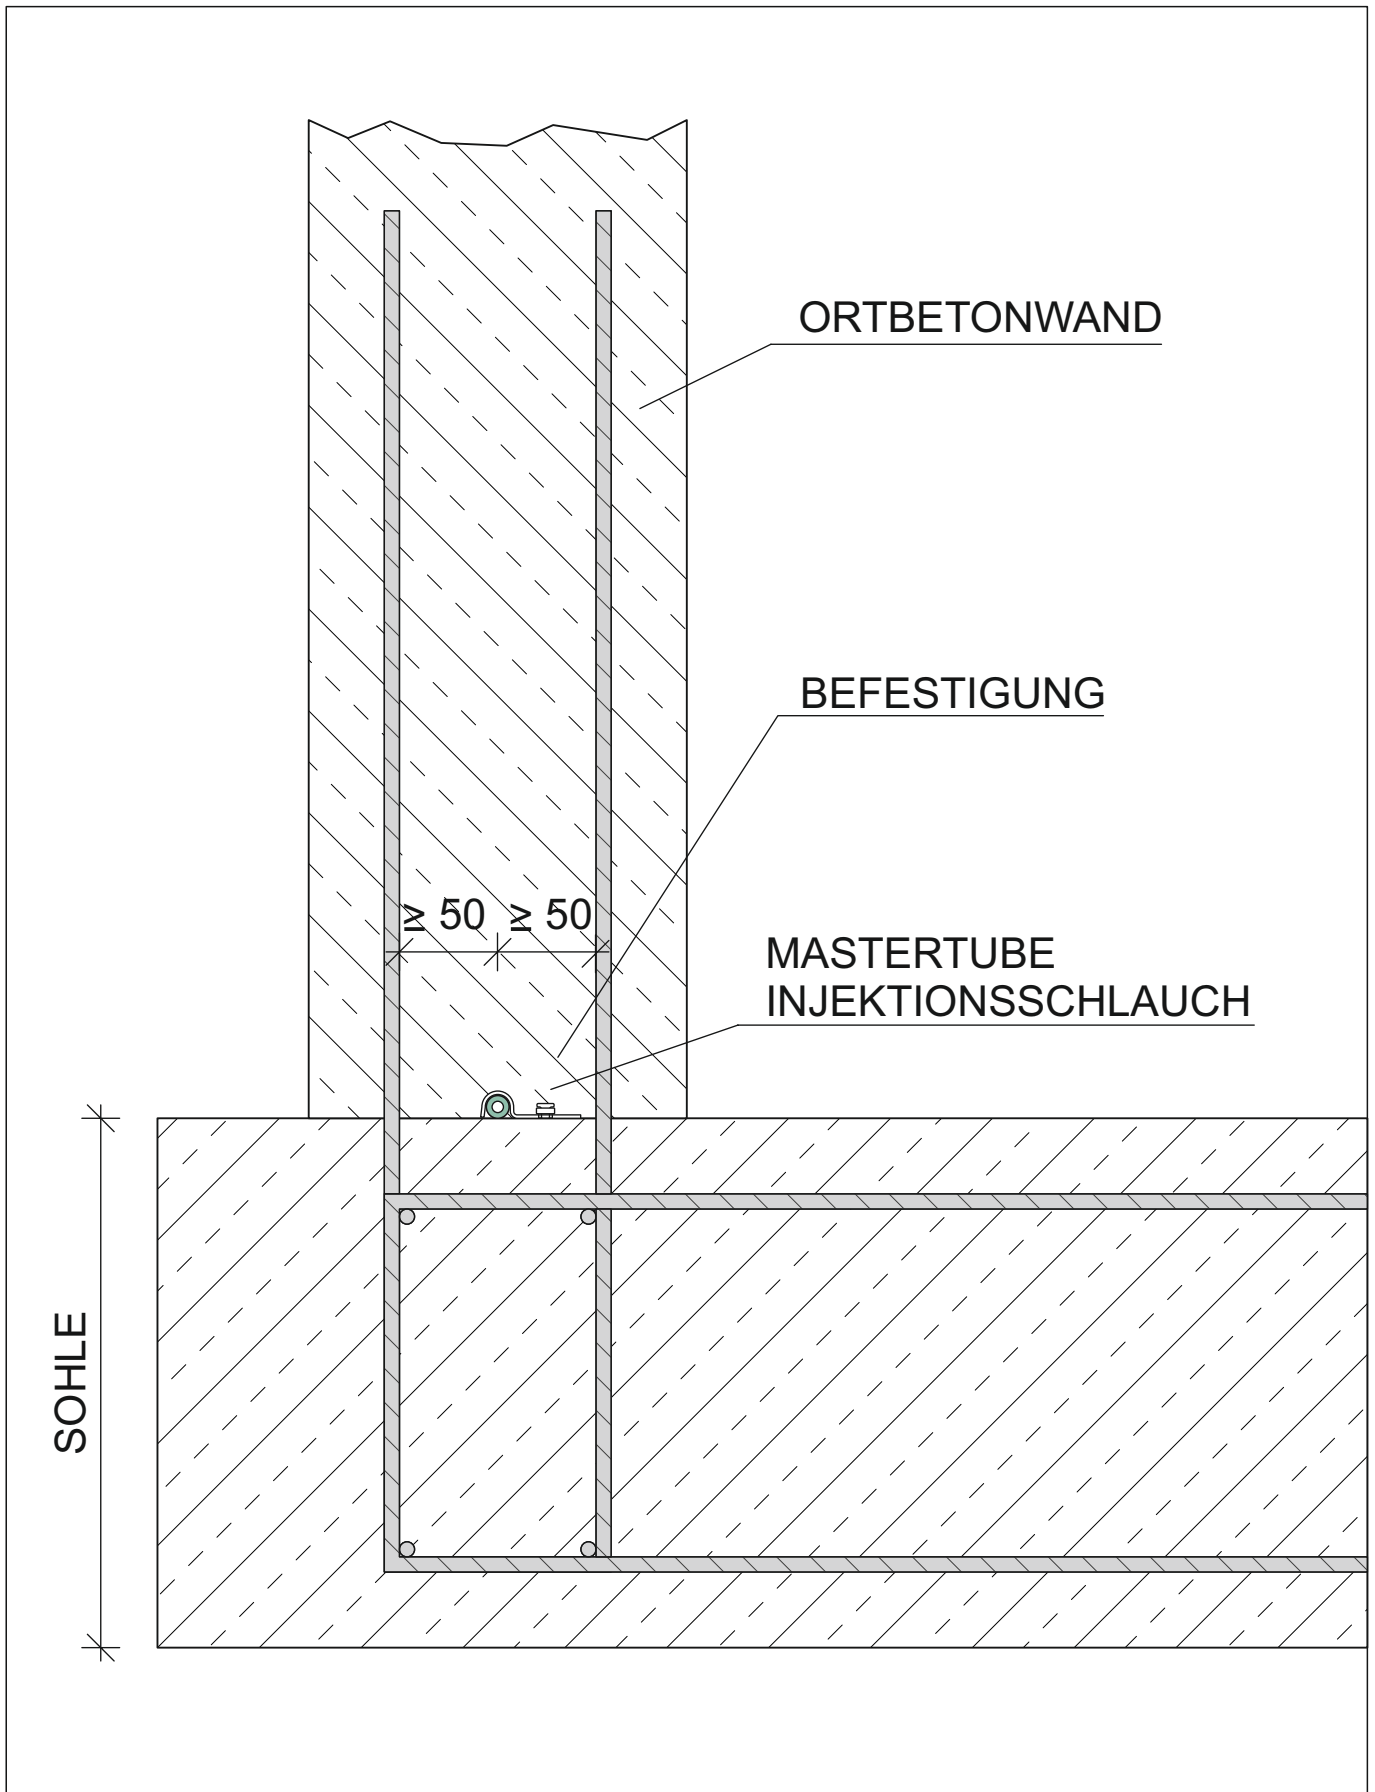 ORTBETONWAND
BEFESTIGUNG
≥ 50 ≥ 50
MASTERTUBE
INJEKTIONSSCHLAUCH
SOHLE